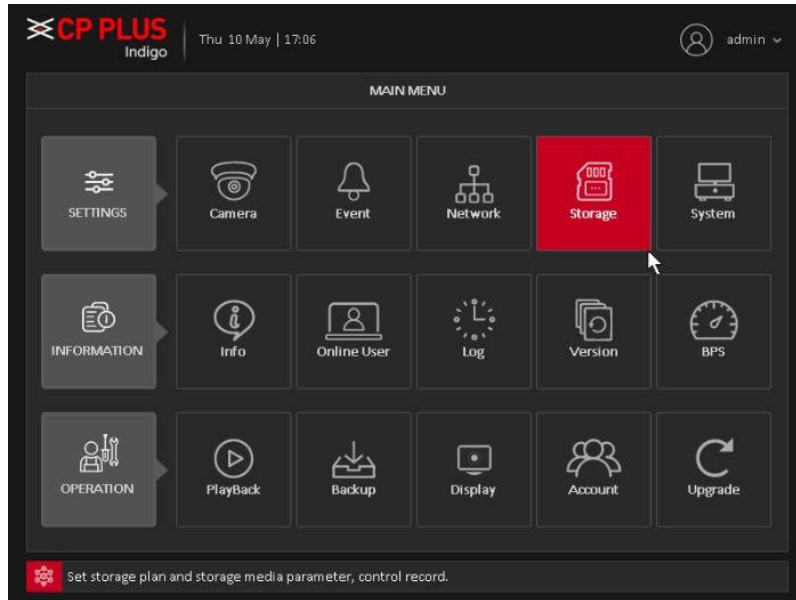 CP PLUS
Indigo
Thu 10 May | 17:06
admin
MAIN MENU
SETTINGS
Camera
Event
Network
Storage
System
INFORMATION
Info
Online User
Log
Version
BPS
OPERATION
PlayBack
Backup
Display
Account
Upgrade
Set storage plan and storage media parameter, control record.